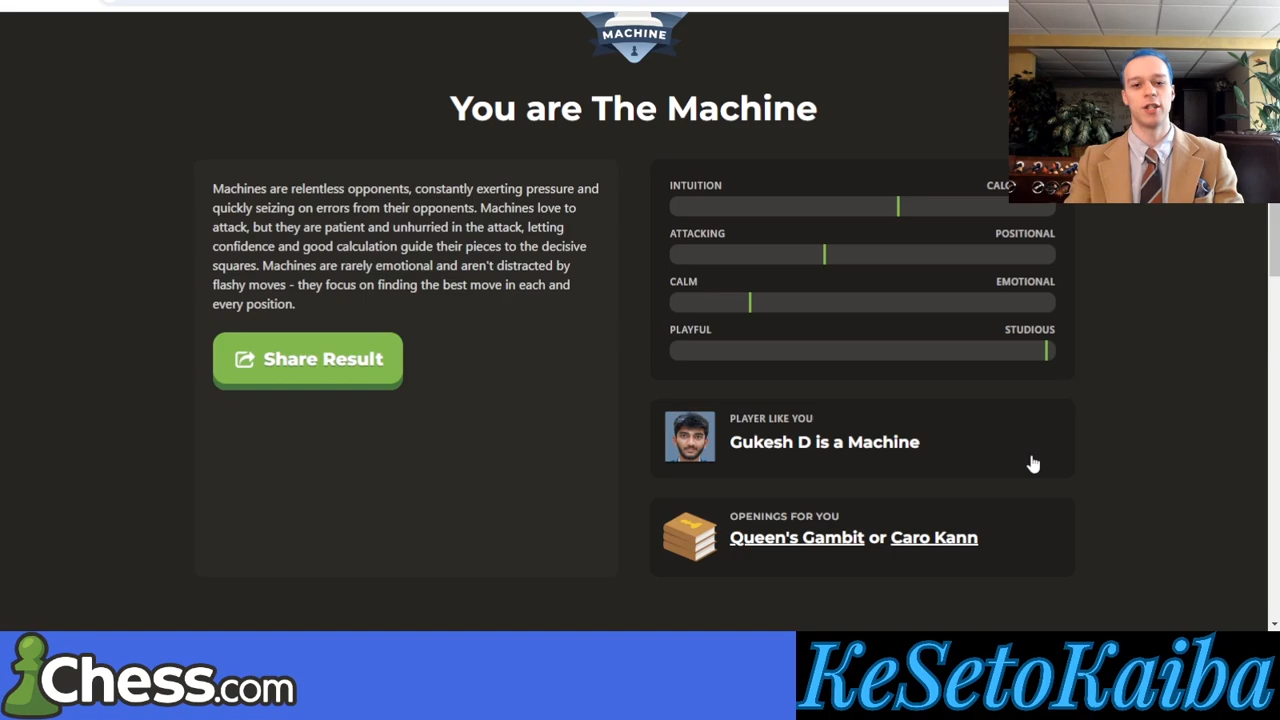 MACHINE
You are The Machine
Machines are relentless opponents, constantly exerting pressure and
quickly seizing on errors from their opponents. Machines love to
attack, but they are patient and unhurried in the attack, letting
confidence and good calculation guide their pieces to the decisive
squares. Machines are rarely emotional and aren't distracted by
flashy moves - they focus on finding the best move in each and
every position.
Share Result
INTUITION
ATTACKING POSITIONAL
CALM EMOTIONAL
PLAYFUL STUDIOUS
PLAYER LIKE YOU
Gukesh D is a Machine
OPENINGS FOR YOU
Queen's Gambit or Caro Kann
Chess.com
KeSetoKaiba